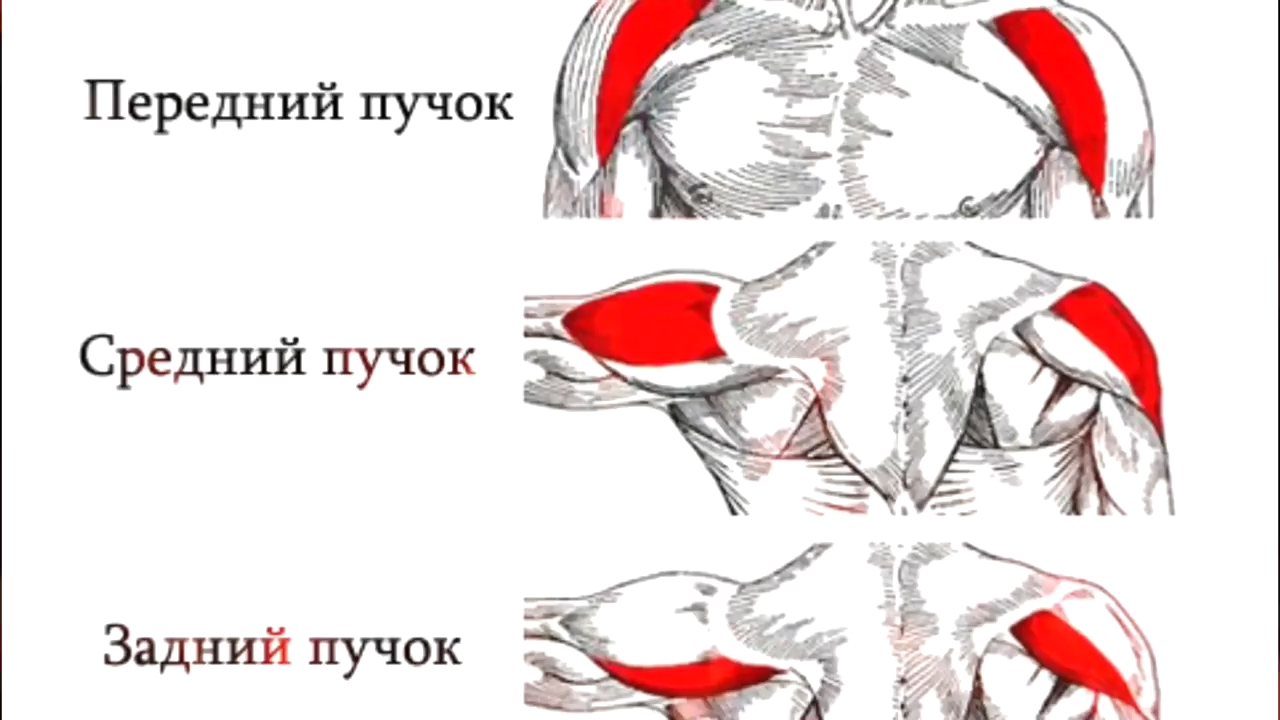 Передний пучок
Средний пучок
Задний пучок